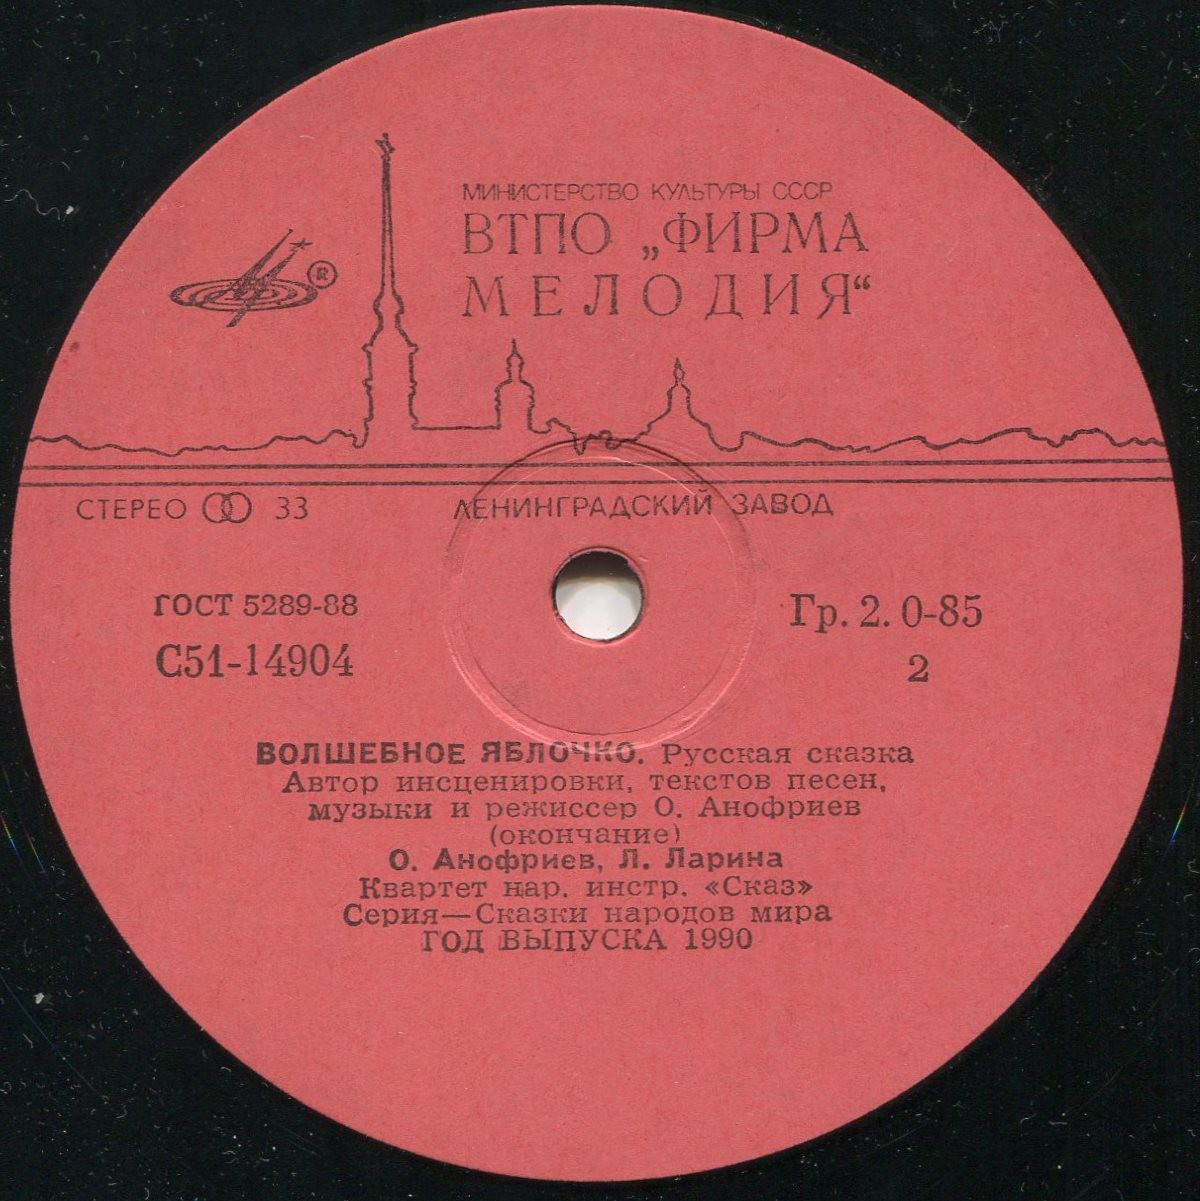 МИНИСТЕРСТВО КУЛЬТУРЫ СССР
ВТПО „ФИРМА
МЕЛОДИЯ“
®
СТЕРЕО 33
ЛЕНИНГРАДСКИЙ ЗАВОД
ГОСТ 5289-88
Гр. 2. 0-85
С51-14904
2
ВОЛШЕБНОЕ ЯБЛОЧКО. Русская сказка
Автор инсценировки, текстов песен,
музыки и режиссер О. Анофриев
(окончание)
О. Анофриев, Л. Ларина
Квартет нар. инстр. «Сказ»
Серия—Сказки народов мира
ГОД ВЫПУСКА 1990